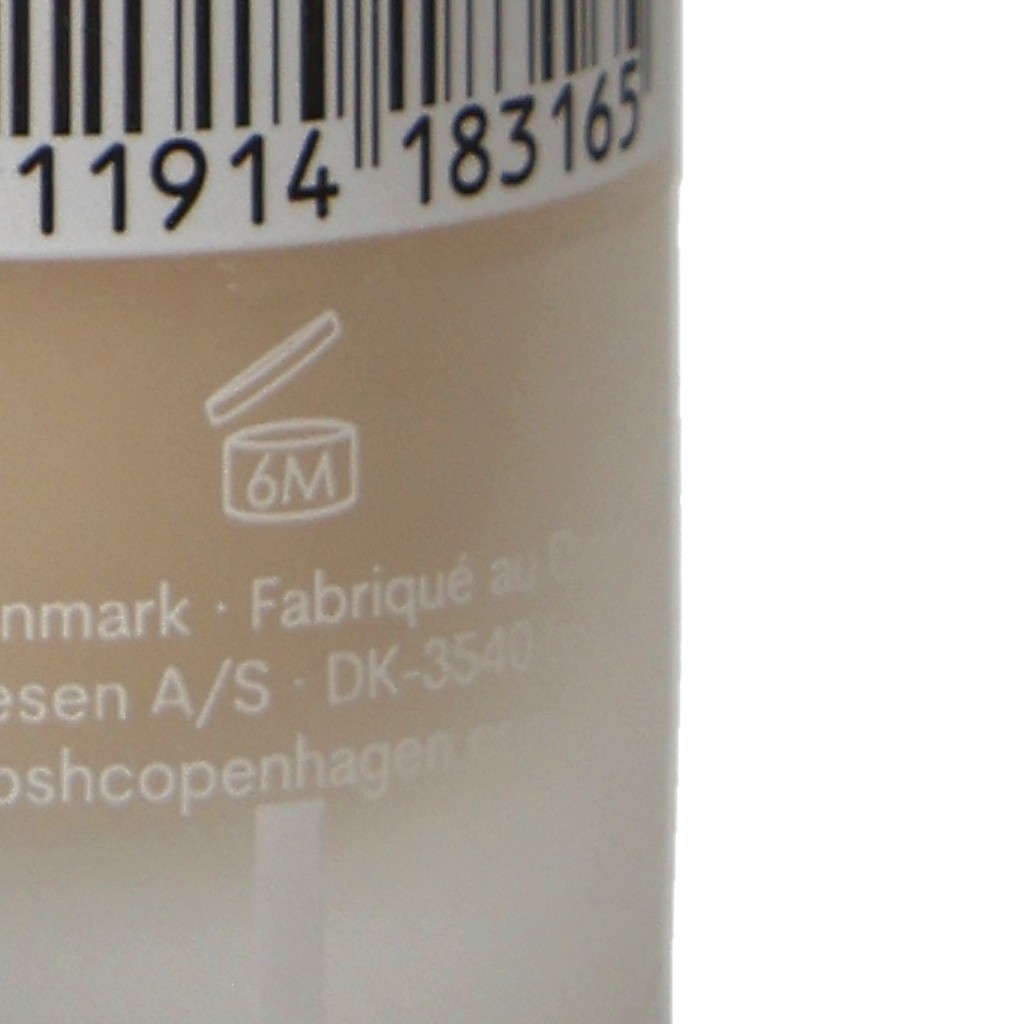 11914 183165
6M
nmark · Fabriqué au
esen A/S · DK-3540
oshcopenhagen.